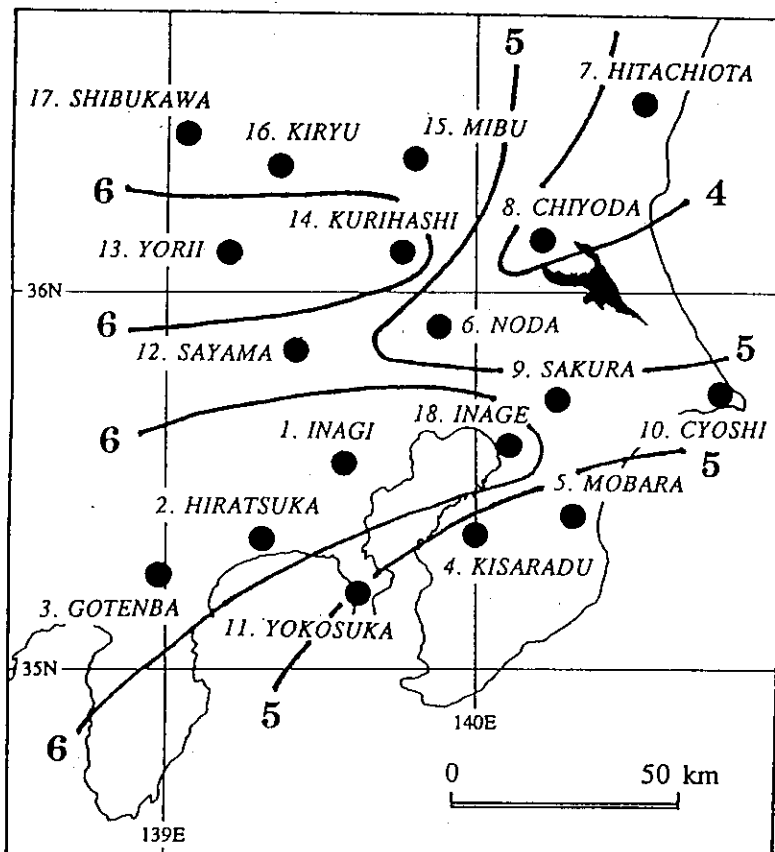 5
7. HITACHIOTA
17. SHIBUKAWA
16. KIRYU
15. MIBU
6
4
8. CHIYODA
14. KURIHASHI
13. YORII
36N
6
6. NODA
12. SAYAMA
5
9. SAKURA
6
18. INAGE
1. INAGI
10. CYOSHI
5
5. MOBARA
2. HIRATSUKA
4. KISARADU
3. GOTENBA
11. YOKOSUKA
35N
5
6
140E
0 50 km
139E